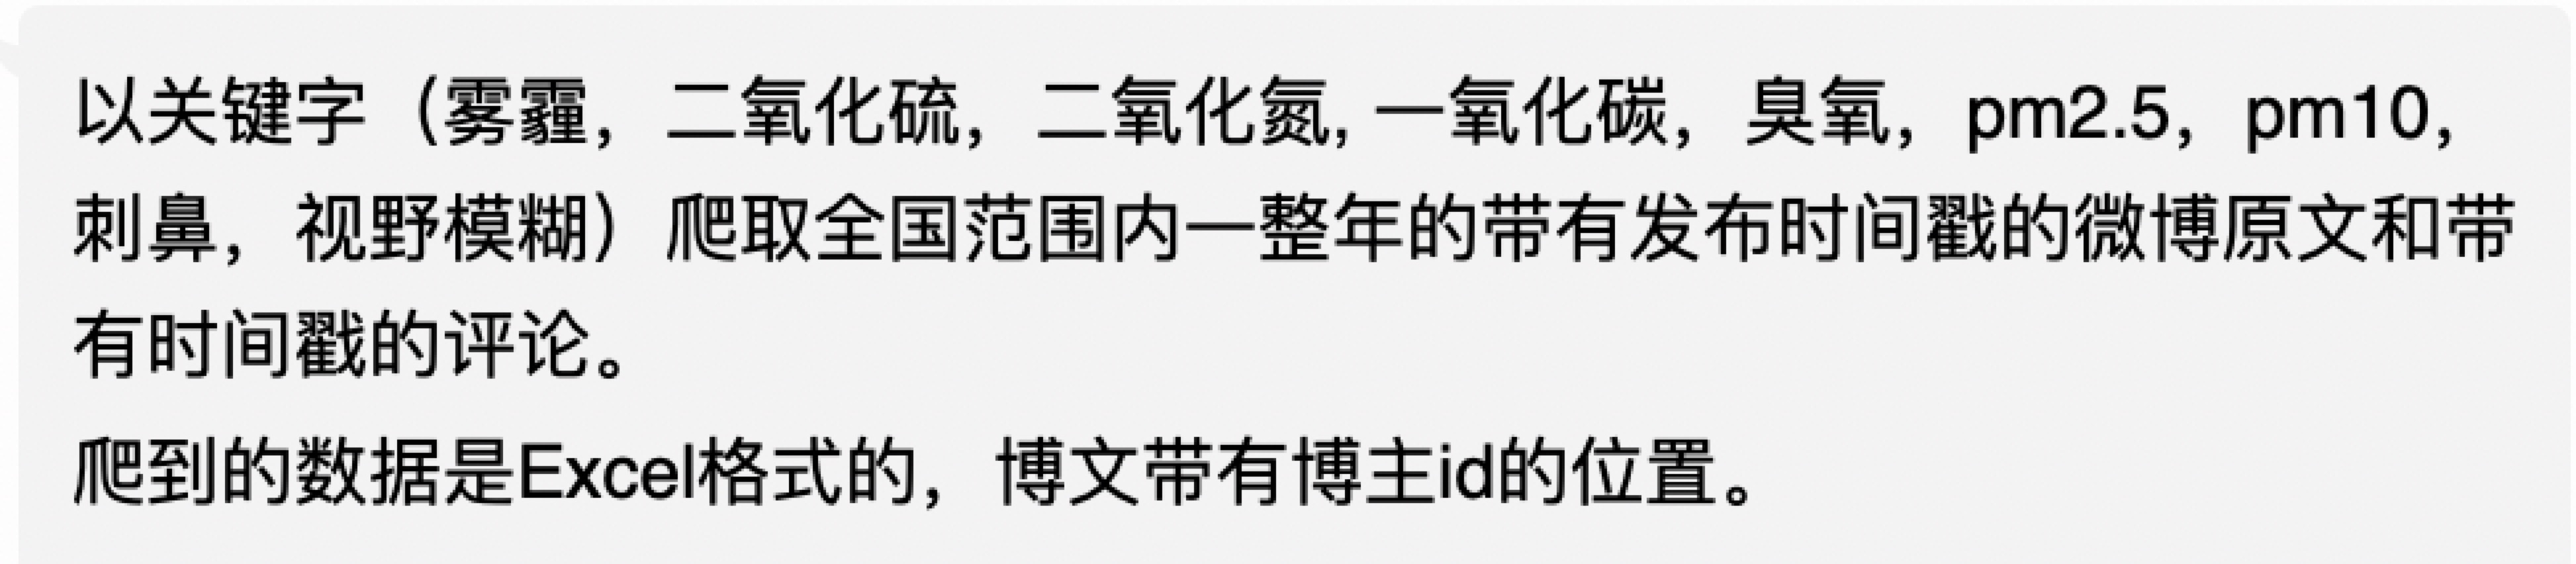 以关键字（雾霾，二氧化硫，二氧化氮, 一氧化碳，臭氧，pm2.5，pm10，
刺鼻，视野模糊）爬取全国范围内一整年的带有发布时间戳的微博原文和带
有时间戳的评论。
爬到的数据是Excel格式的，博文带有博主id的位置。